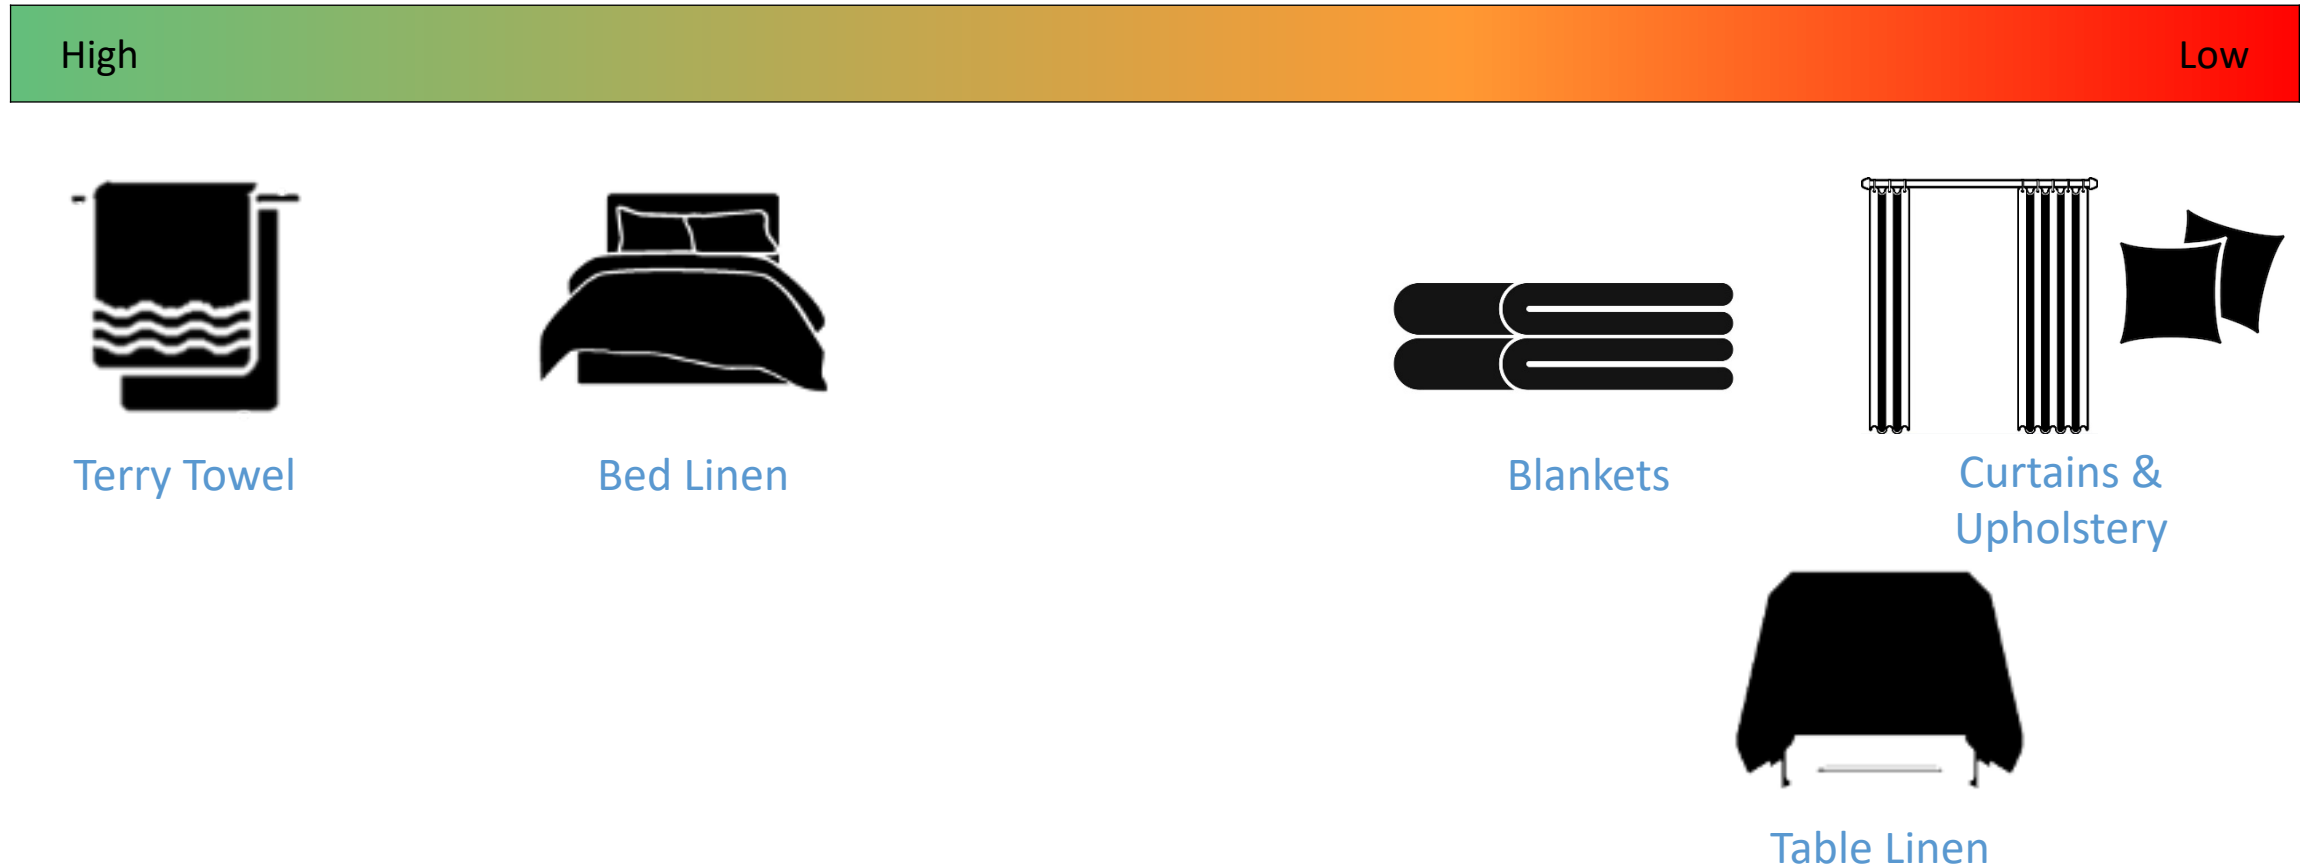 High
Low
Terry Towel
Bed Linen
Blankets
Curtains &
Upholstery
Table Linen